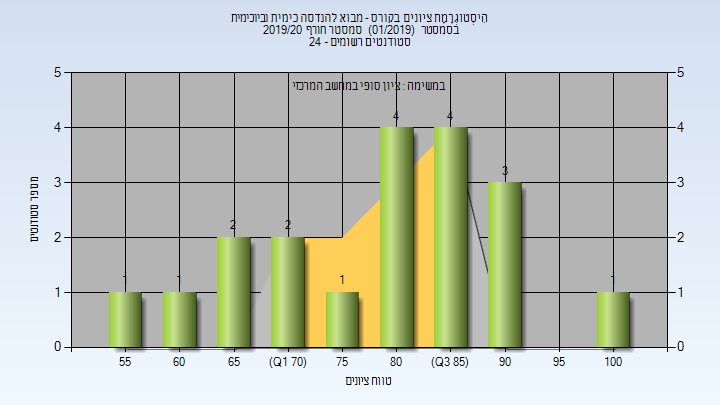 היסטוגרמת ציונים בקורס - מבוא להנדסה כימית וביוכימית
בסמסטר (01/2019) סמסטר חורף 2019/20
סטודנטים רשומים - 24
במשימה : ציון סופי במחשב המרכזי
5 5
4 4
3 3
2 2
1 1
0 0
מספר סטודנטים
1 1 2 2 1 4 4 3 1
55 60 65 (Q1 70) 75 80 (Q3 85) 90 95 100
טווח ציונים